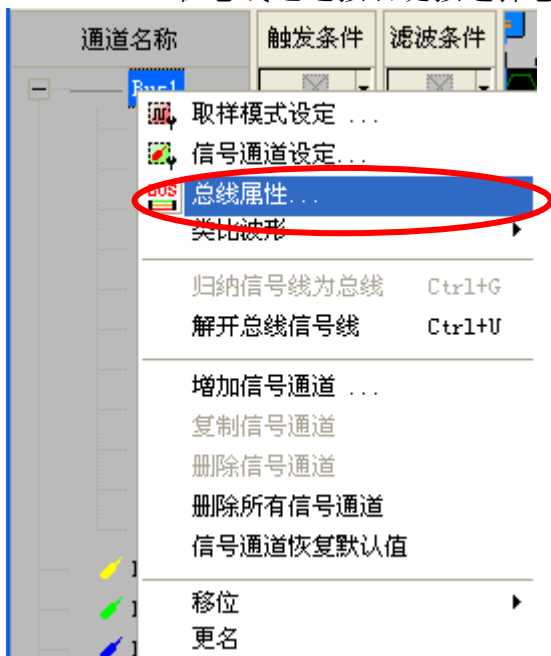 通道名称 触发条件 滤波条件
Bus1
取样模式设定 ...
信号通道设定...
BUS 总线属性...
类比波形
归纳信号线为总线 Ctrl+G
解开总线信号线 Ctrl+U
增加信号通道 ...
复制信号通道
删除信号通道
删除所有信号通道
信号通道恢复默认值
移位
更名